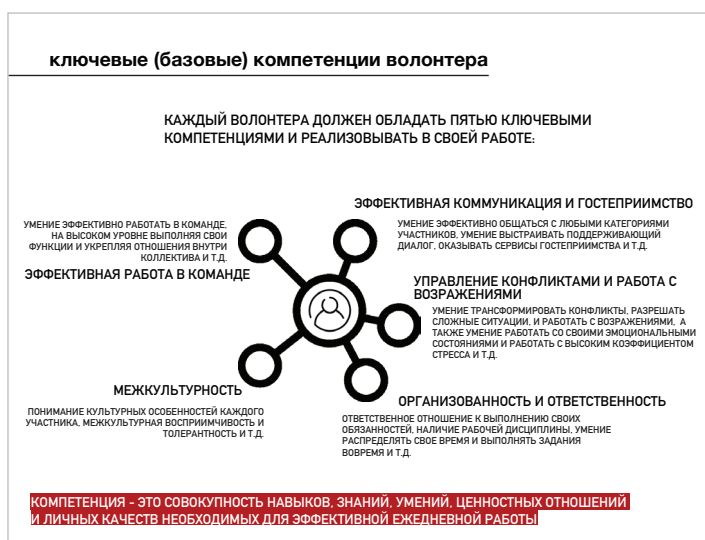 ключевые (базовые) компетенции волонтера
КАЖДЫЙ ВОЛОНТЕРА ДОЛЖЕН ОБЛАДАТЬ ПЯТЬЮ КЛЮЧЕВЫМИ
КОМПЕТЕНЦИЯМИ И РЕАЛИЗОВЫВАТЬ В СВОЕЙ РАБОТЕ:
УМЕНИЕ ЭФФЕКТИВНО РАБОТАТЬ В КОМАНДЕ,
НА ВЫСОКОМ УРОВНЕ ВЫПОЛНЯЯ СВОИ
ФУНКЦИИ И УКРЕПЛЯЯ ОТНОШЕНИЯ ВНУТРИ
КОЛЛЕКТИВА И Т.Д.
ЭФФЕКТИВНАЯ РАБОТА В КОМАНДЕ
ЭФФЕКТИВНАЯ КОММУНИКАЦИЯ И ГОСТЕПРИИМСТВО
УМЕНИЕ ЭФФЕКТИВНО ОБЩАТЬСЯ С ЛЮБЫМИ КАТЕГОРИЯМИ
УЧАСТНИКОВ, УМЕНИЕ ВЫСТРАИВАТЬ ПОДДЕРЖИВАЮЩИЙ
ДИАЛОГ, ОКАЗЫВАТЬ СЕРВИСЫ ГОСТЕПРИИМСТВА И Т.Д.
УПРАВЛЕНИЕ КОНФЛИКТАМИ И РАБОТА С
ВОЗРАЖЕНИЯМИ
УМЕНИЕ ТРАНСФОРМИРОВАТЬ КОНФЛИКТЫ, РАЗРЕШАТЬ
СЛОЖНЫЕ СИТУАЦИИ, И РАБОТАТЬ С ВОЗРАЖЕНИЯМИ, А
ТАКЖЕ УМЕНИЕ РАБОТАТЬ СО СВОИМИ ЭМОЦИОНАЛЬНЫМИ
СОСТОЯНИЯМИ И РАБОТАТЬ С ВЫСОКИМ КОЭФФИЦИЕНТОМ
СТРЕССА И Т.Д.
МЕЖКУЛЬТУРНОСТЬ
ПОНИМАНИЕ КУЛЬТУРНЫХ ОСОБЕННОСТЕЙ КАЖДОГО
УЧАСТНИКА, МЕЖКУЛЬТУРНАЯ ВОСПРИИМЧИВОСТЬ И
ТОЛЕРАНТНОСТЬ И Т.Д.
ОРГАНИЗОВАННОСТЬ И ОТВЕТСТВЕННОСТЬ
ОТВЕТСТВЕННОЕ ОТНОШЕНИЕ К ВЫПОЛНЕНИЮ СВОИХ
ОБЯЗАННОСТЕЙ, НАЛИЧИЕ РАБОЧЕЙ ДИСЦИПЛИНЫ, УМЕНИЕ
РАСПРЕДЕЛЯТЬ СВОЕ ВРЕМЯ И ВЫПОЛНЯТЬ ЗАДАНИЯ
ВОВРЕМЯ И Т.Д.
КОМПЕТЕНЦИЯ - ЭТО СОВОКУПНОСТЬ НАВЫКОВ, ЗНАНИЙ, УМЕНИЙ, ЦЕННОСТНЫХ ОТНОШЕНИЙ
И ЛИЧНЫХ КАЧЕСТВ НЕОБХОДИМЫХ ДЛЯ ЭФФЕКТИВНОЙ ЕЖЕДНЕВНОЙ РАБОТЫ